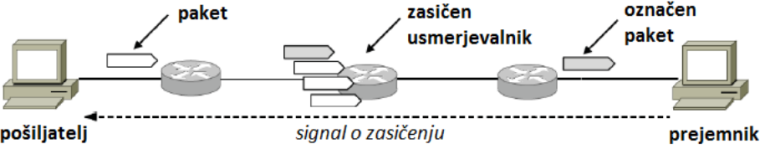 paket
zasičen
usmerjevalnik
označen
paket
pošiljatelj
signal o zasičenju
prejemnik